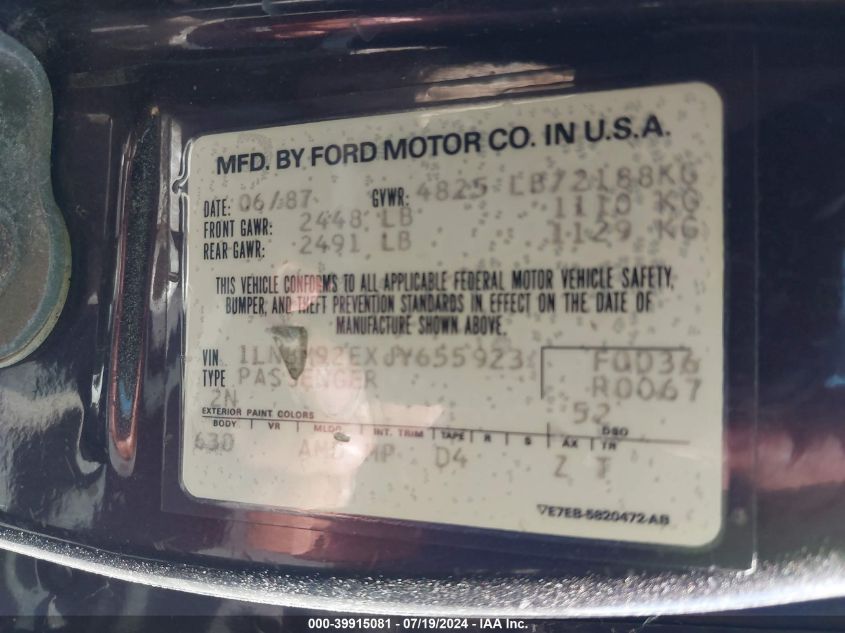 MFD. BY FORD MOTOR CO. IN U.S.A.
DATE: 06/87 GVWR: 4825 LB/2188KG
FRONT GAWR: 2448 LB 1110 KG
REAR GAWR: 2491 LB 1129 KG
THIS VEHICLE CONFORMS TO ALL APPLICABLE FEDERAL MOTOR VEHICLE SAFETY,
BUMPER, AND THEFT PREVENTION STANDARDS IN EFFECT ON THE DATE OF
MANUFACTURE SHOWN ABOVE.
VIN 1LNBM92EXJY655923 FQD36
TYPE PASSENGER R0067
2N 52
EXTERIOR PAINT COLORS DSO
BODY VR MLDG INT. TRIM TAPE R S AX TR
63D MP D4 Z T
▽E7EB-5820472-AB
000-39915081 - 07/19/2024 - IAA Inc.